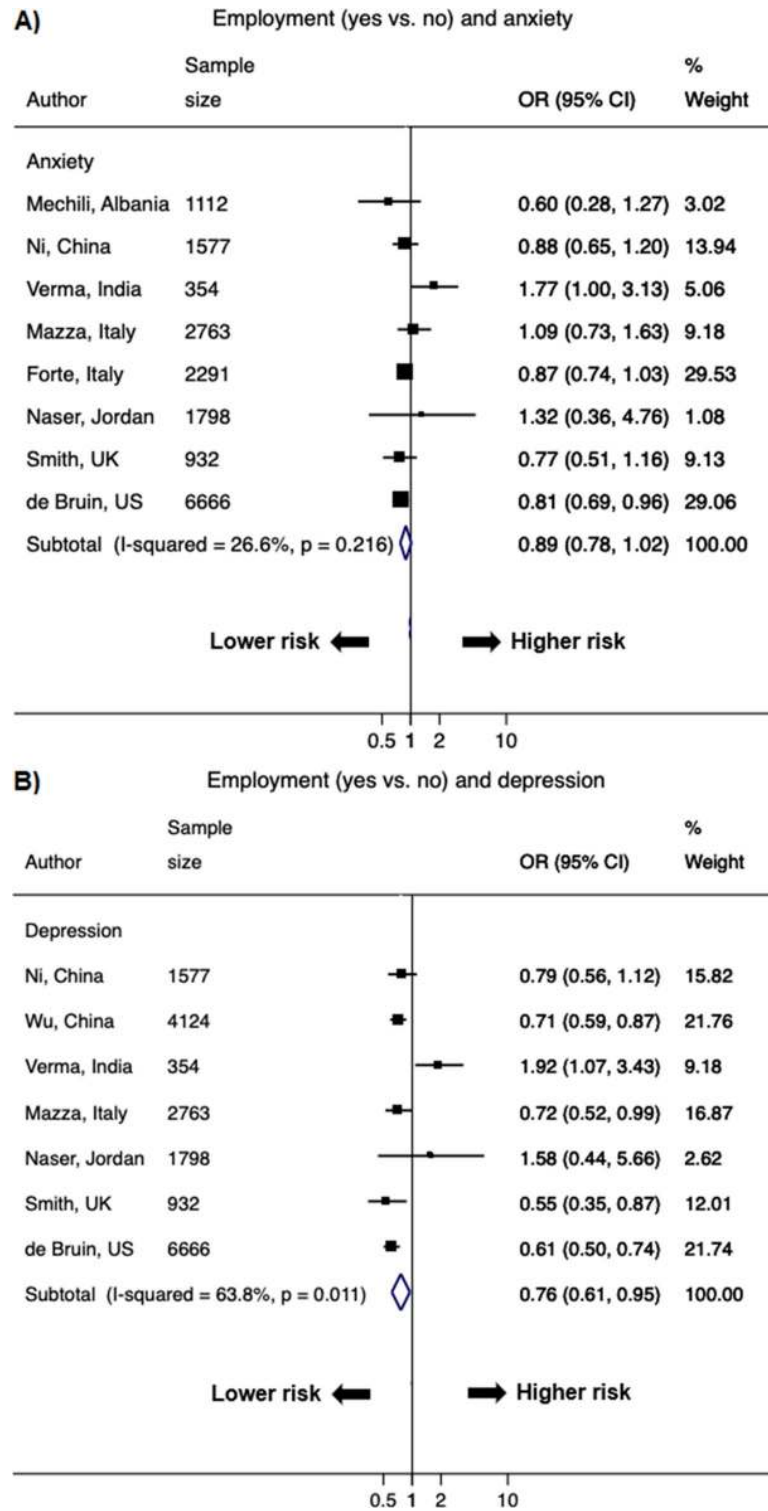 A) Employment (yes vs. no) and anxiety
Sample %
Author size OR (95% CI) Weight
Anxiety
Mechili, Albania 1112 0.60 (0.28, 1.27) 3.02
Ni, China 1577 0.88 (0.65, 1.20) 13.94
Verma, India 354 1.77 (1.00, 3.13) 5.06
Mazza, Italy 2763 1.09 (0.73, 1.63) 9.18
Forte, Italy 2291 0.87 (0.74, 1.03) 29.53
Naser, Jordan 1798 1.32 (0.36, 4.76) 1.08
Smith, UK 932 0.77 (0.51, 1.16) 9.13
de Bruin, US 6666 0.81 (0.69, 0.96) 29.06
Subtotal (I-squared = 26.6%, p = 0.216) 0.89 (0.78, 1.02) 100.00
Lower risk Higher risk
0.5 1 2 10
B) Employment (yes vs. no) and depression
Sample %
Author size OR (95% CI) Weight
Depression
Ni, China 1577 0.79 (0.56, 1.12) 15.82
Wu, China 4124 0.71 (0.59, 0.87) 21.76
Verma, India 354 1.92 (1.07, 3.43) 9.18
Mazza, Italy 2763 0.72 (0.52, 0.99) 16.87
Naser, Jordan 1798 1.58 (0.44, 5.66) 2.62
Smith, UK 932 0.55 (0.35, 0.87) 12.01
de Bruin, US 6666 0.61 (0.50, 0.74) 21.74
Subtotal (I-squared = 63.8%, p = 0.011) 0.76 (0.61, 0.95) 100.00
Lower risk Higher risk
0.5 1 2 10